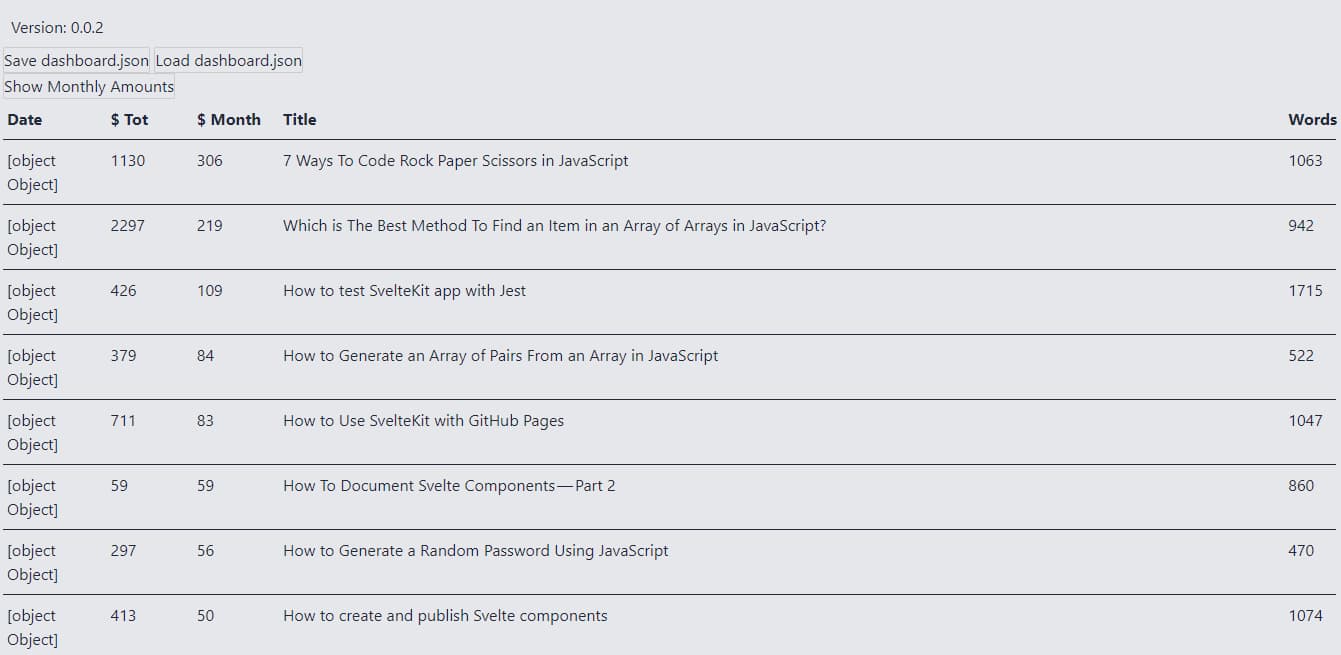 Version: 0.0.2
Save dashboard.json Load dashboard.json
Show Monthly Amounts
Date $ Tot $ Month Title Words
[object 1130 306 7 Ways To Code Rock Paper Scissors in JavaScript 1063
Object]
[object 2297 219 Which is The Best Method To Find an Item in an Array of Arrays in JavaScript? 942
Object]
[object 426 109 How to test SvelteKit app with Jest 1715
Object]
[object 379 84 How to Generate an Array of Pairs From an Array in JavaScript 522
Object]
[object 711 83 How to Use SvelteKit with GitHub Pages 1047
Object]
[object 59 59 How To Document Svelte Components — Part 2 860
Object]
[object 297 56 How to Generate a Random Password Using JavaScript 470
Object]
[object 413 50 How to create and publish Svelte components 1074
Object]